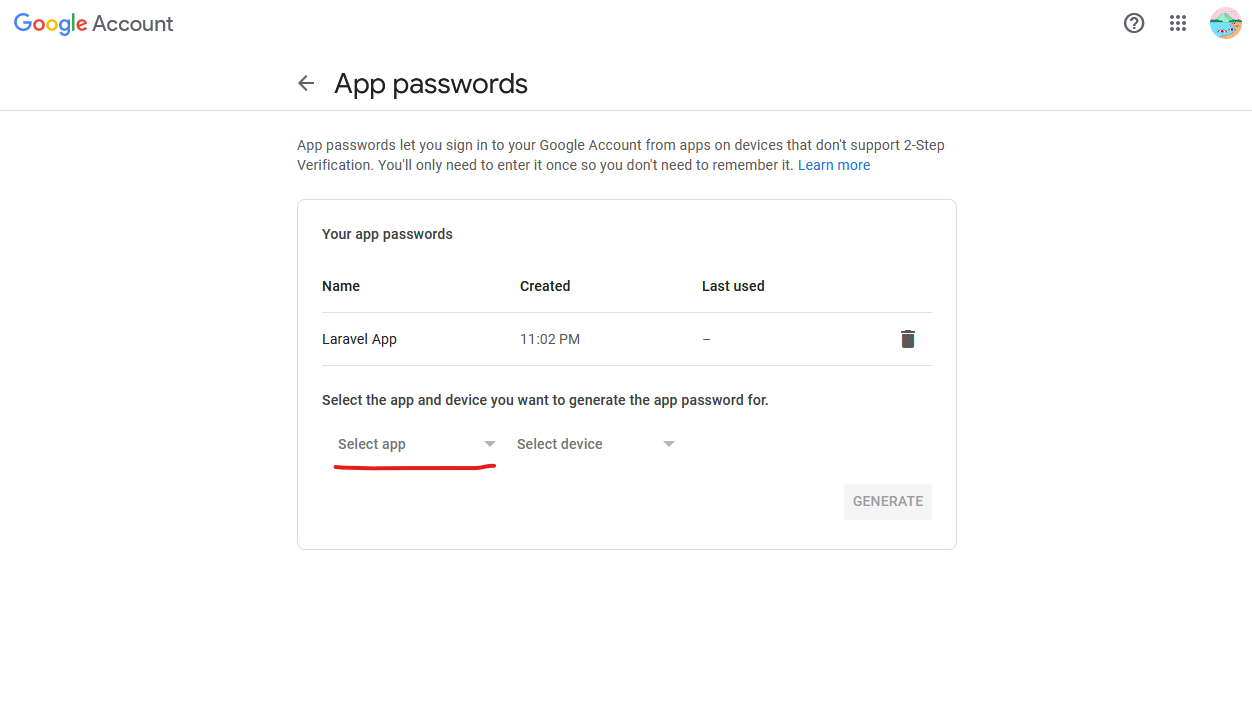 Google Account
App passwords
App passwords let you sign in to your Google Account from apps on devices that don't support 2-Step
Verification. You'll only need to enter it once so you don't need to remember it. Learn more
Your app passwords
Name Created Last used
Laravel App 11:02 PM –
Select the app and device you want to generate the app password for.
Select app Select device
GENERATE